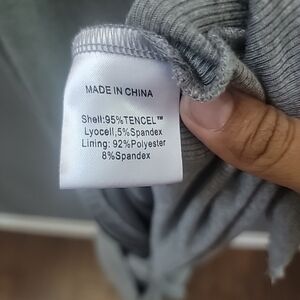 MADE IN CHINA
Shell:95%TENCEL™
Lyocell,5%Spandex
Lining: 92%Polyester
8%Spandex